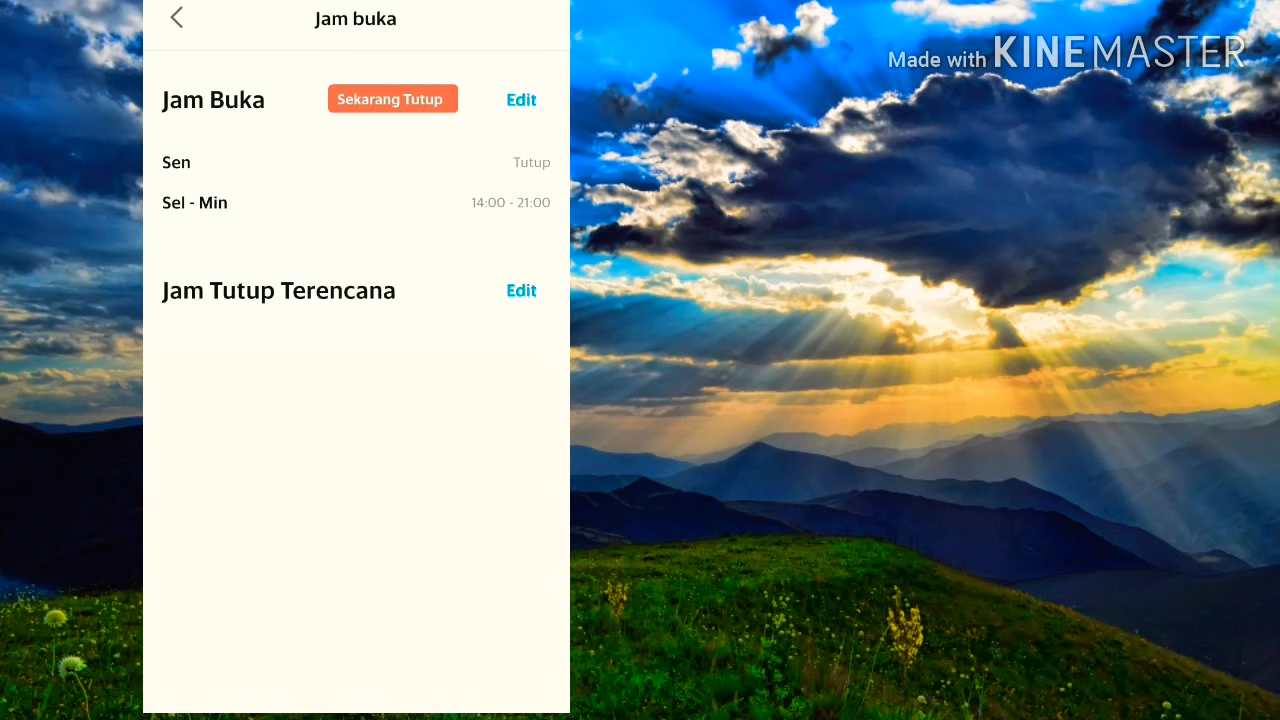 Jam buka
Made with KINEMASTER
Jam Buka Sekarang Tutup Edit
Sen Tutup
Sel - Min 14:00 - 21:00
Jam Tutup Terencana Edit